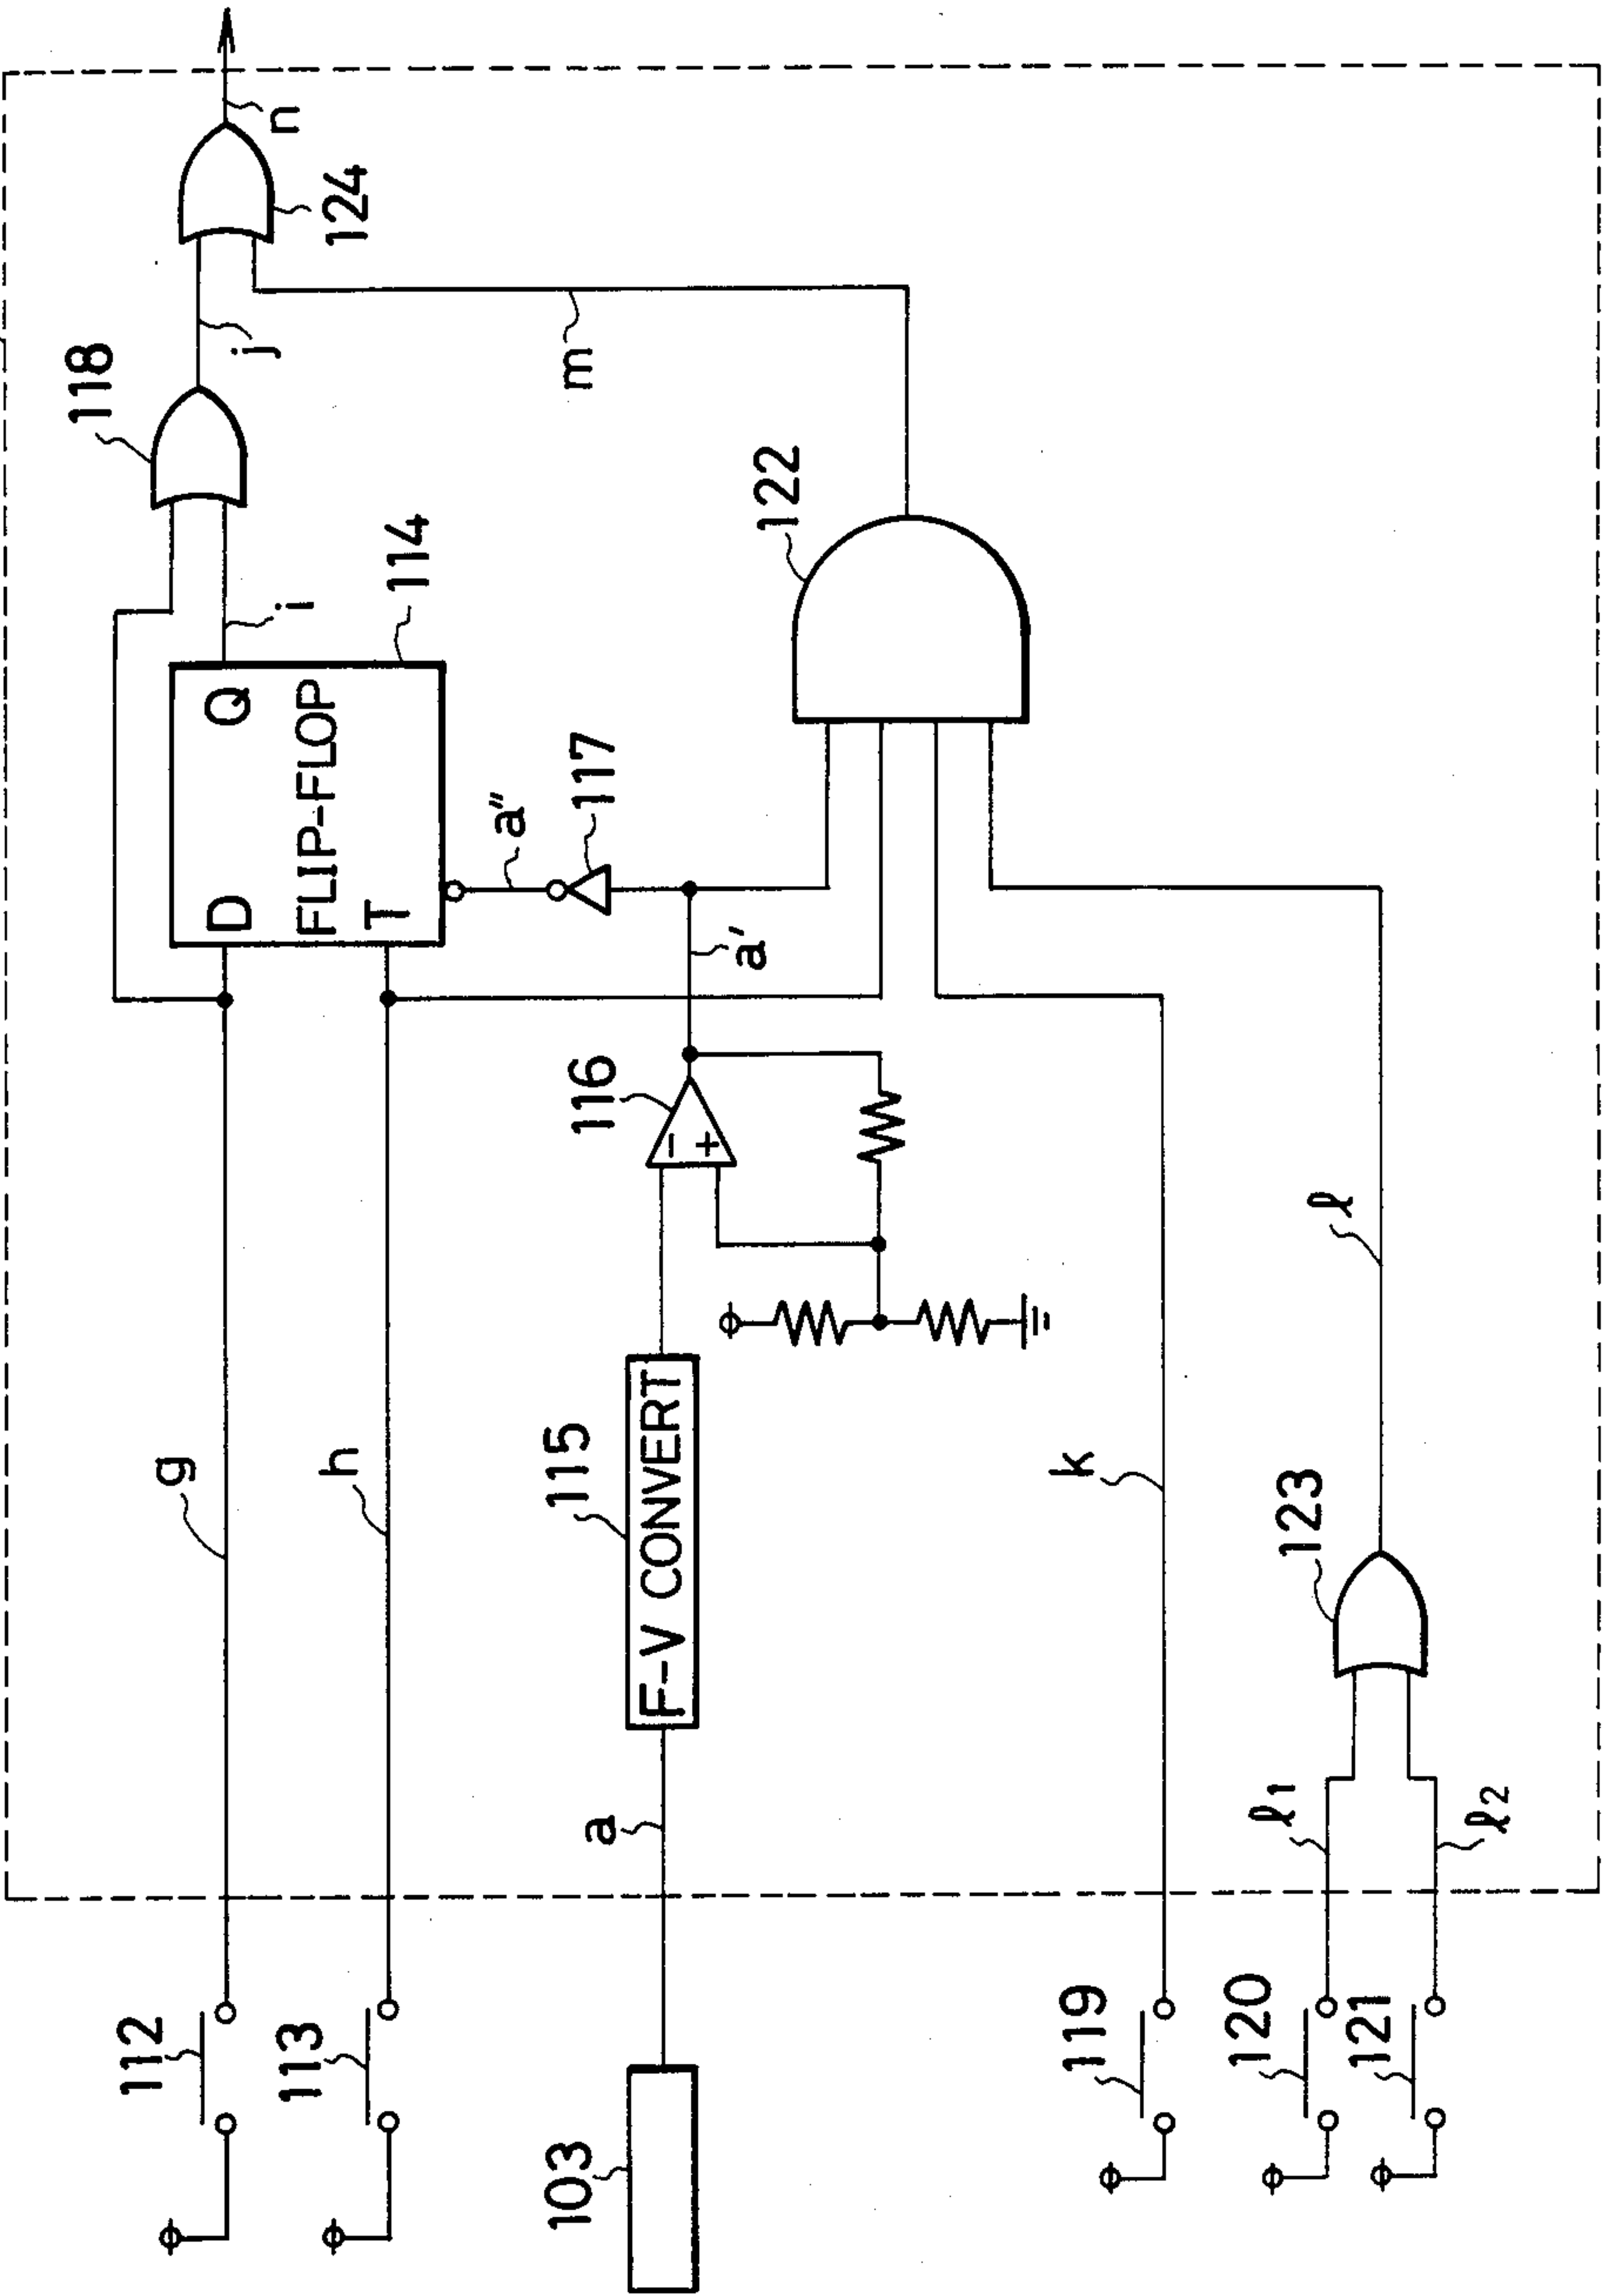 112
g
D
Q
FLIP-FLOP
T
i
118
j
124
n
113
h
114
a''
117
103
a
115
F-V CONVERT
116
−
+
a'
122
m
119
k
120
ℓ1
121
ℓ2
123
ℓ